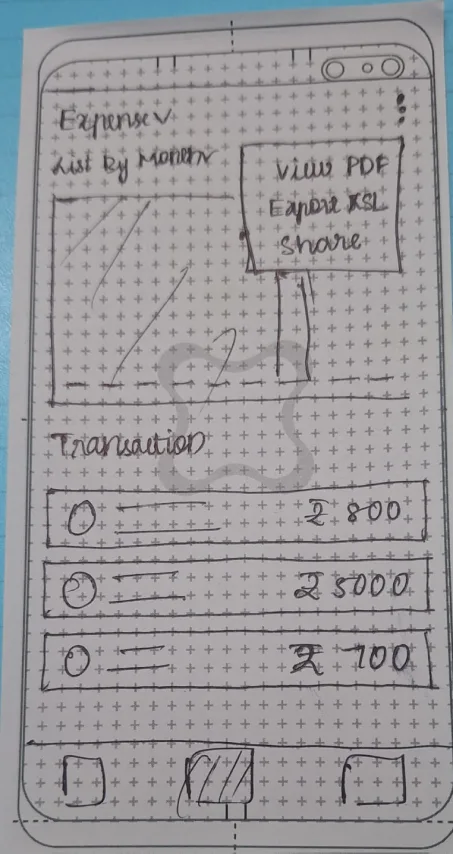 Expense
List By Month
View PDF
Export XSL
Share
Transaction
₹ 800
₹ 5000
₹ 700